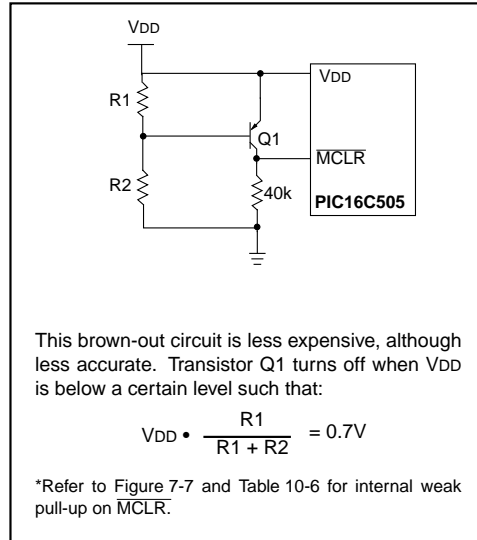 VDD
VDD
R1
Q1
MCLR
R2
40k
PIC16C505
This brown-out circuit is less expensive, although
less accurate. Transistor Q1 turns off when VDD
is below a certain level such that:
VDD • R1 / R1 + R2 = 0.7V
*Refer to Figure 7-7 and Table 10-6 for internal weak
pull-up on MCLR.